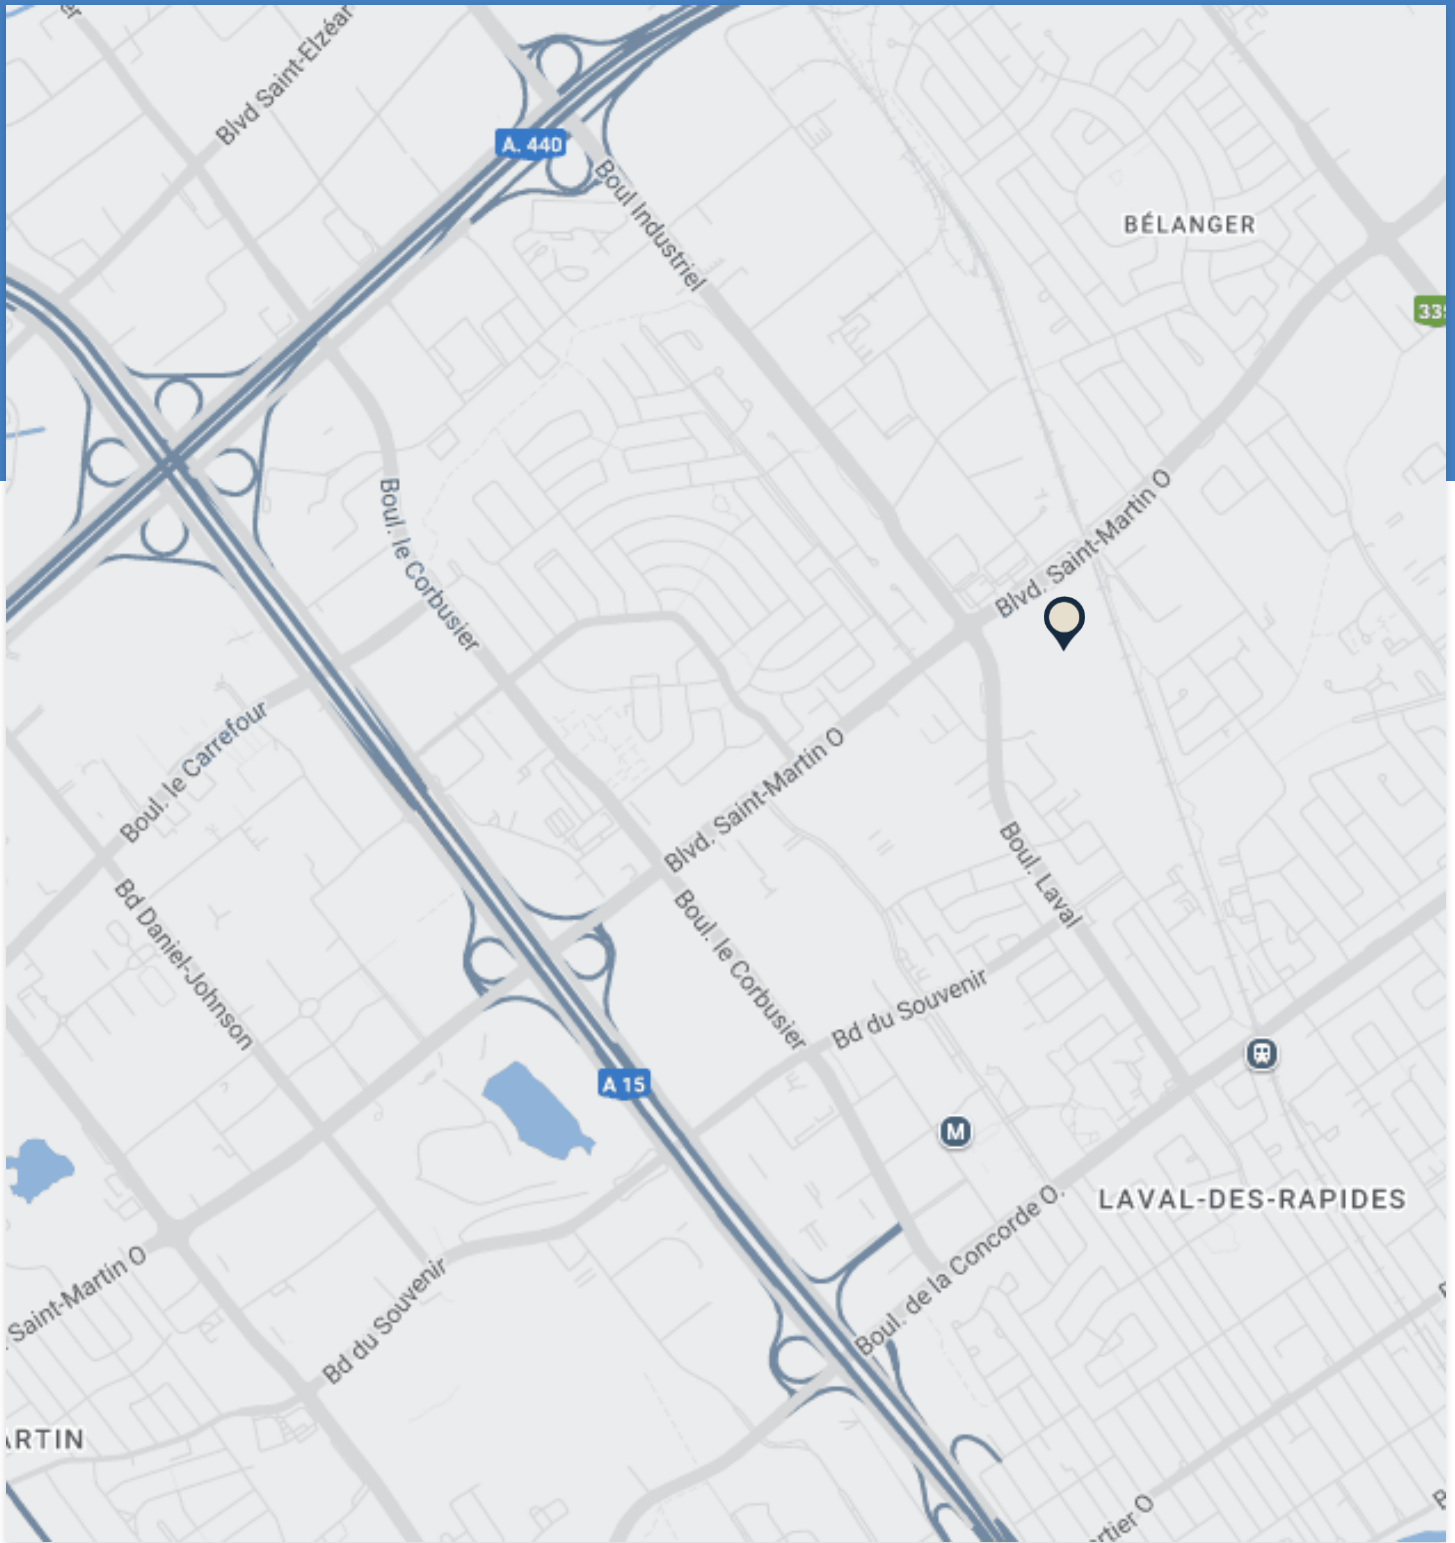 Blvd Saint-Elzéar
A. 440
Boul Industriel
BÉLANGER
Boul. le Corbusier
Blvd. Saint-Martin O
Boul. le Carrefour
Blvd. Saint-Martin O
Boul. Laval
Bd Daniel-Johnson
Boul. le Corbusier
Bd du Souvenir
A 15
M
LAVAL-DES-RAPIDES
Boul. de la Concorde O.
Saint-Martin O
Bd du Souvenir
ARTIN
rtier O